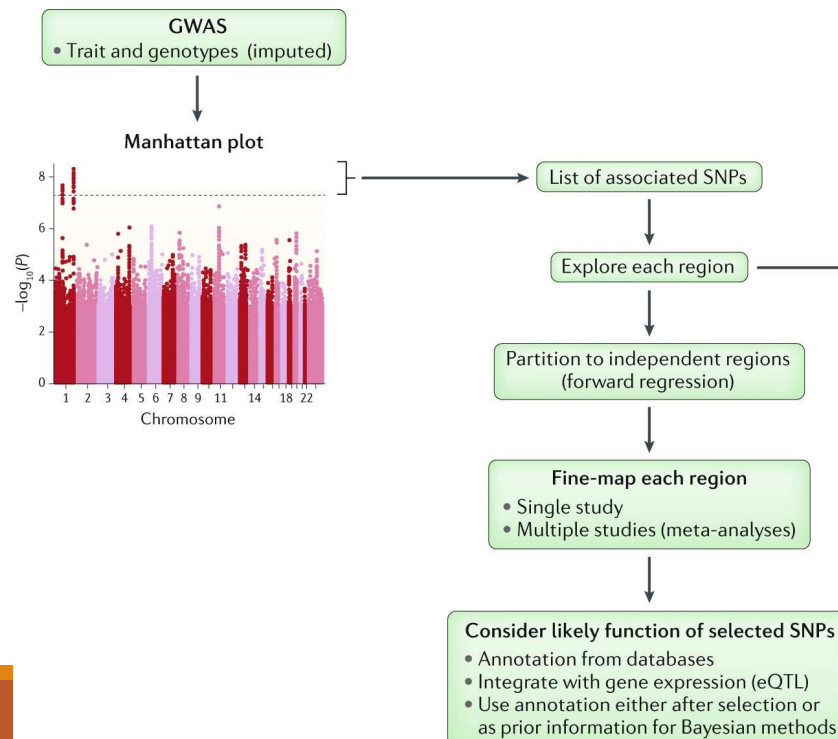 GWAS
• Trait and genotypes (imputed)
Manhattan plot
8
6
4
2
0
−log10(P)
1 2 3 4 5 6 7 8 9 11 14 18 22
Chromosome
List of associated SNPs
Explore each region
Partition to independent regions
(forward regression)
Fine-map each region
• Single study
• Multiple studies (meta-analyses)
Consider likely function of selected SNPs
• Annotation from databases
• Integrate with gene expression (eQTL)
• Use annotation either after selection or
as prior information for Bayesian methods